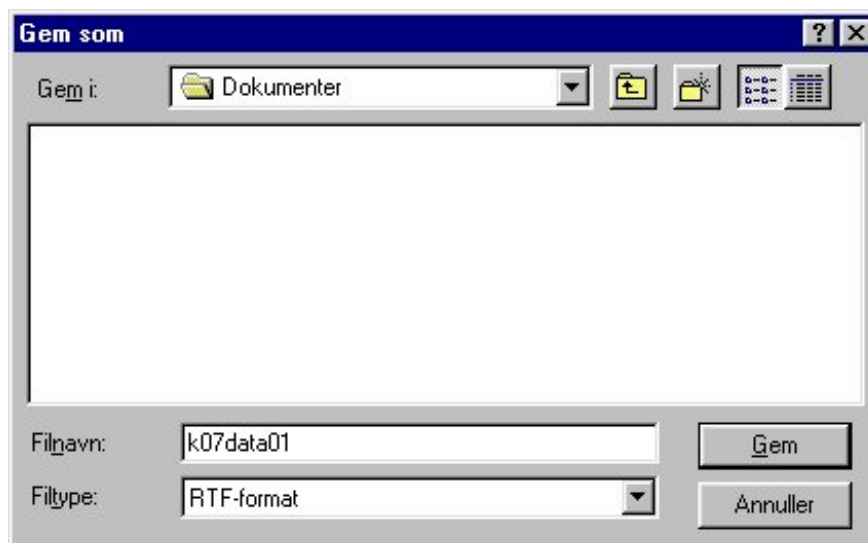 Gem som
Gem i: Dokumenter
Filnavn: k07data01 Gem
Filtype: RTF-format Annuller